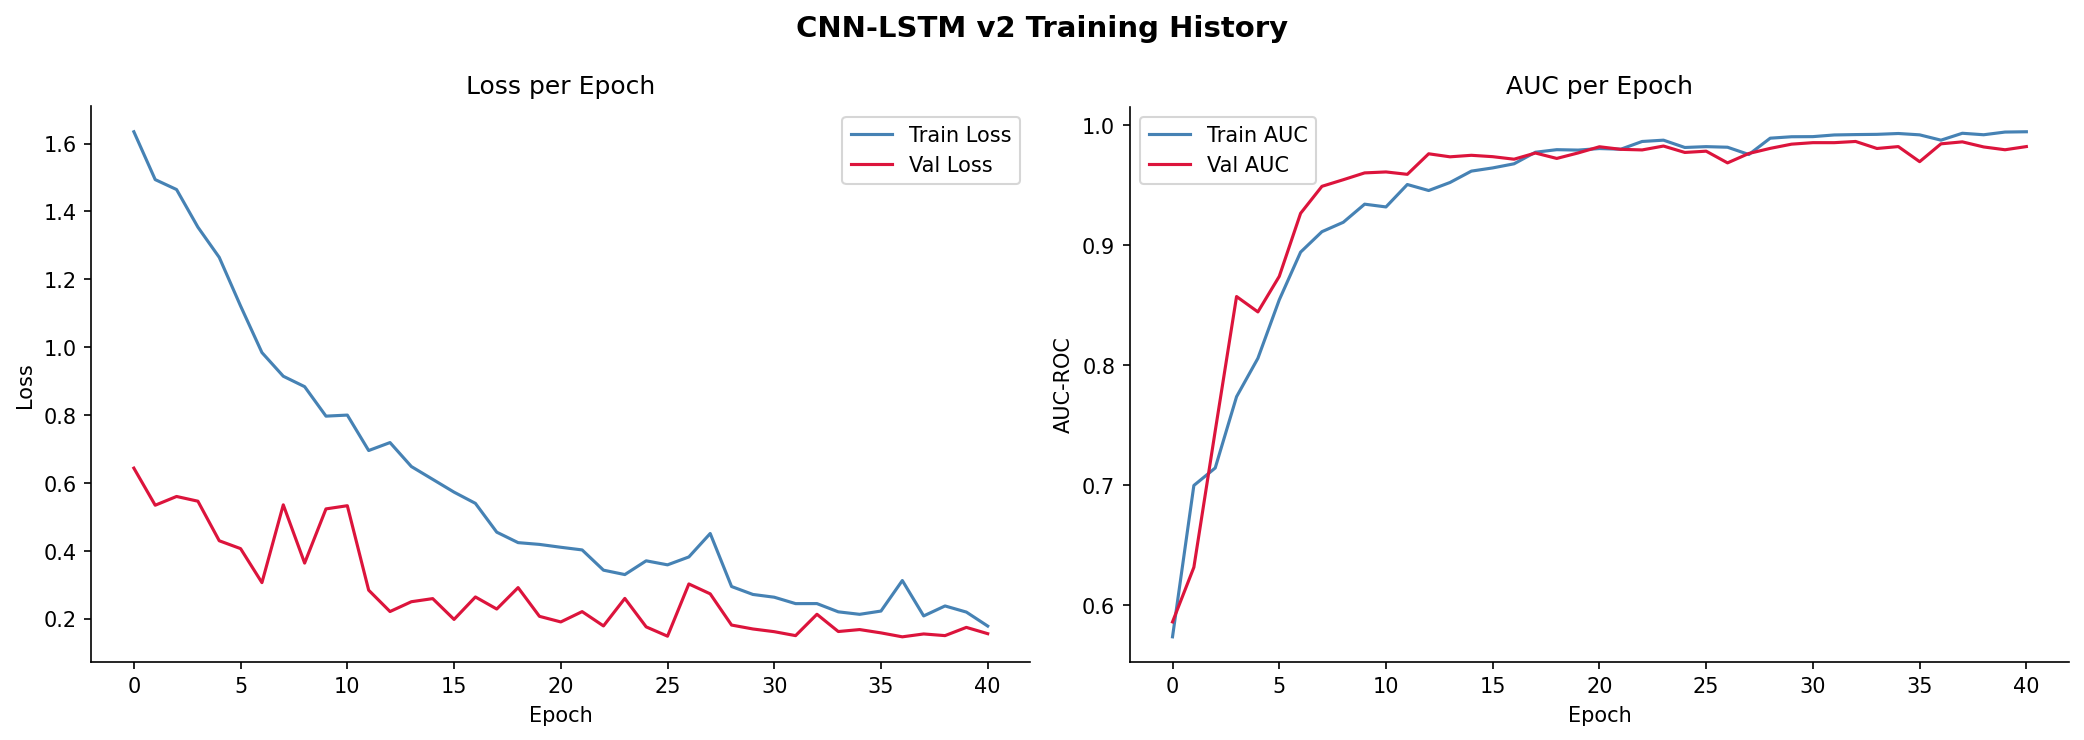 CNN-LSTM v2 Training History
Loss per Epoch
Train Loss
Val Loss
1.6
1.4
1.2
1.0
0.8
0.6
0.4
0.2
Loss
0 5 10 15 20 25 30 35 40
Epoch
AUC per Epoch
Train AUC
Val AUC
1.0
0.9
0.8
0.7
0.6
AUC-ROC
0 5 10 15 20 25 30 35 40
Epoch